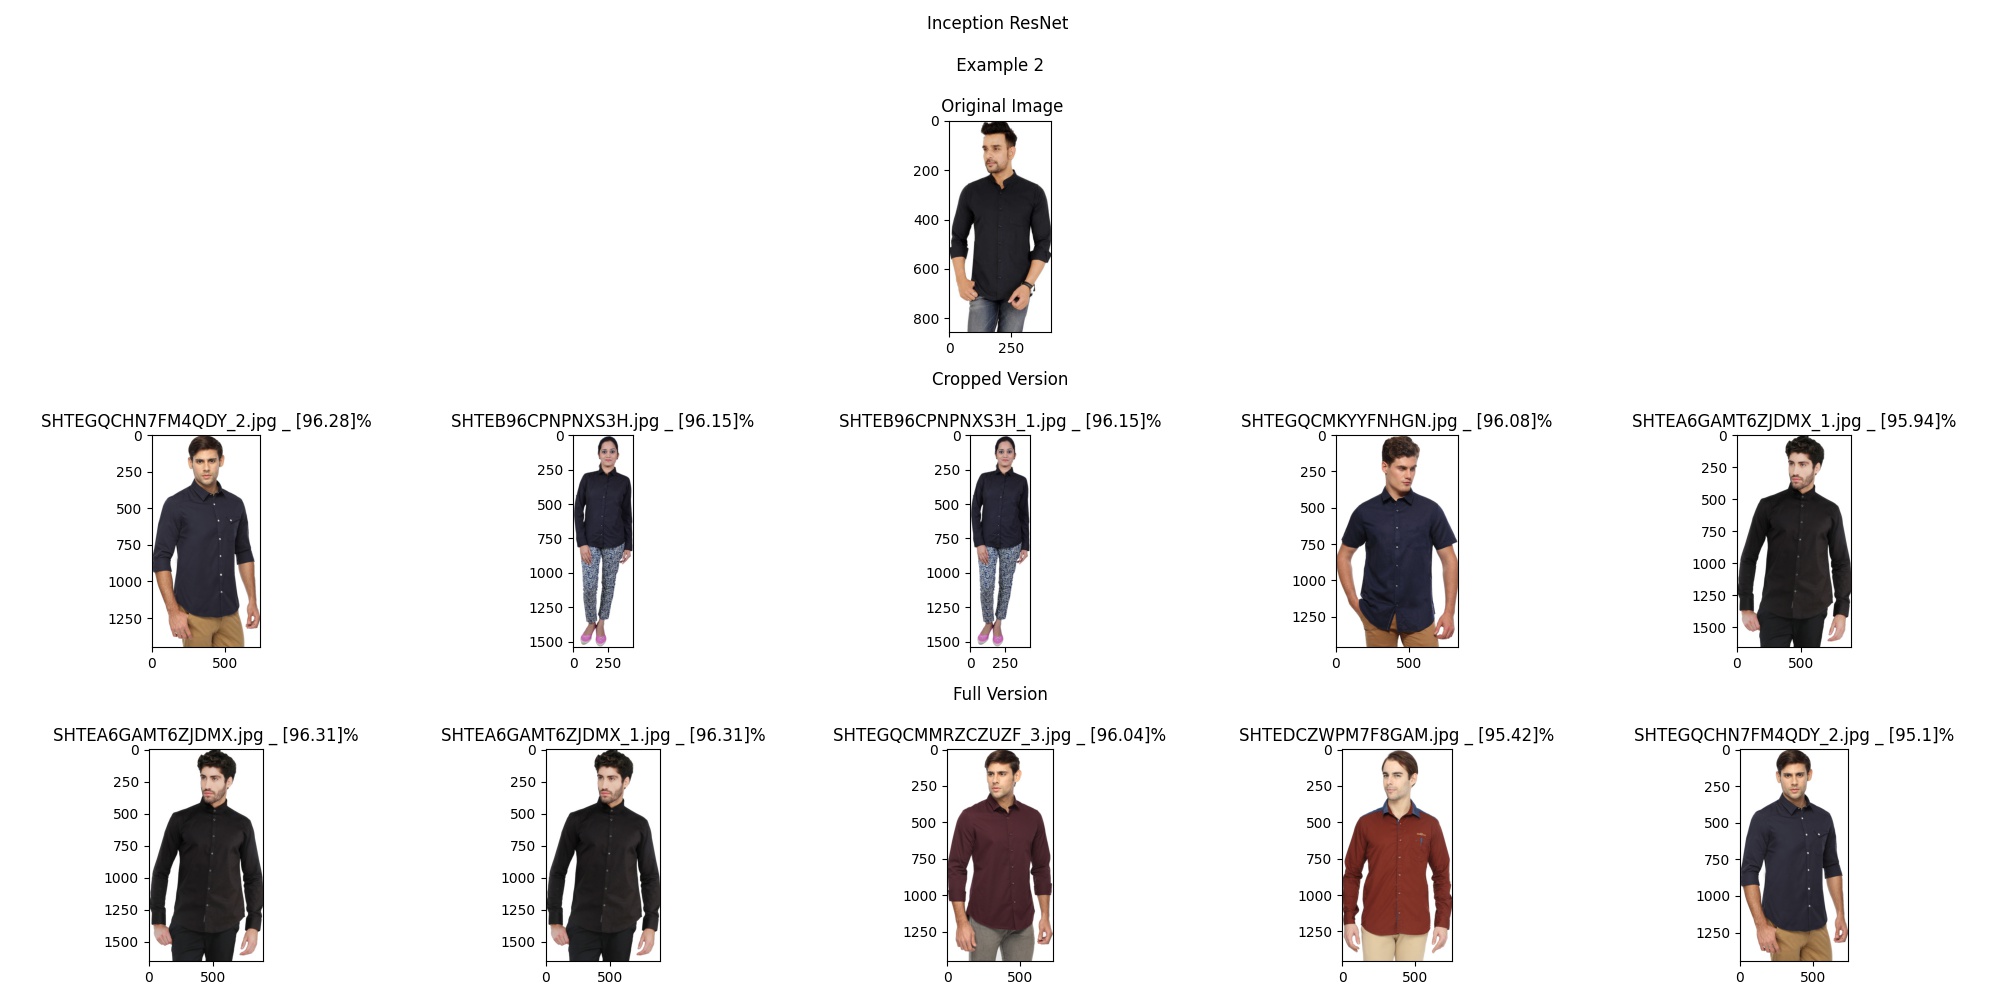 Inception ResNet
Example 2
Original Image
0
200
400
600
800
0 250
Cropped Version
SHTEGQCHN7FM4QDY_2.jpg _ [96.28]% SHTEB96CPNPNXS3H.jpg _ [96.15]% SHTEB96CPNPNXS3H_1.jpg _ [96.15]% SHTEGQCMKYYFNHGN.jpg _ [96.08]% SHTEA6GAMT6ZJDMX_1.jpg _ [95.94]%
0 0 0 0 0
250 250 250 250 250
500 500 500 500 500
750 750 750 750 750
1000 1000 1000 1000 1000
1250 1250 1250 1250 1250
1500 1500 1500
0 500 0 250 0 250 0 500 0 500
Full Version
SHTEA6GAMT6ZJDMX.jpg _ [96.31]% SHTEA6GAMT6ZJDMX_1.jpg _ [96.31]% SHTEGQCMMRZCZUZF_3.jpg _ [96.04]% SHTEDCZWPM7F8GAM.jpg _ [95.42]% SHTEGQCHN7FM4QDY_2.jpg _ [95.1]%
0 0 0 0 0
250 250 250 250 250
500 500 500 500 500
750 750 750 750 750
1000 1000 1000 1000 1000
1250 1250 1250 1250 1250
1500 1500
0 500 0 500 0 500 0 500 0 500